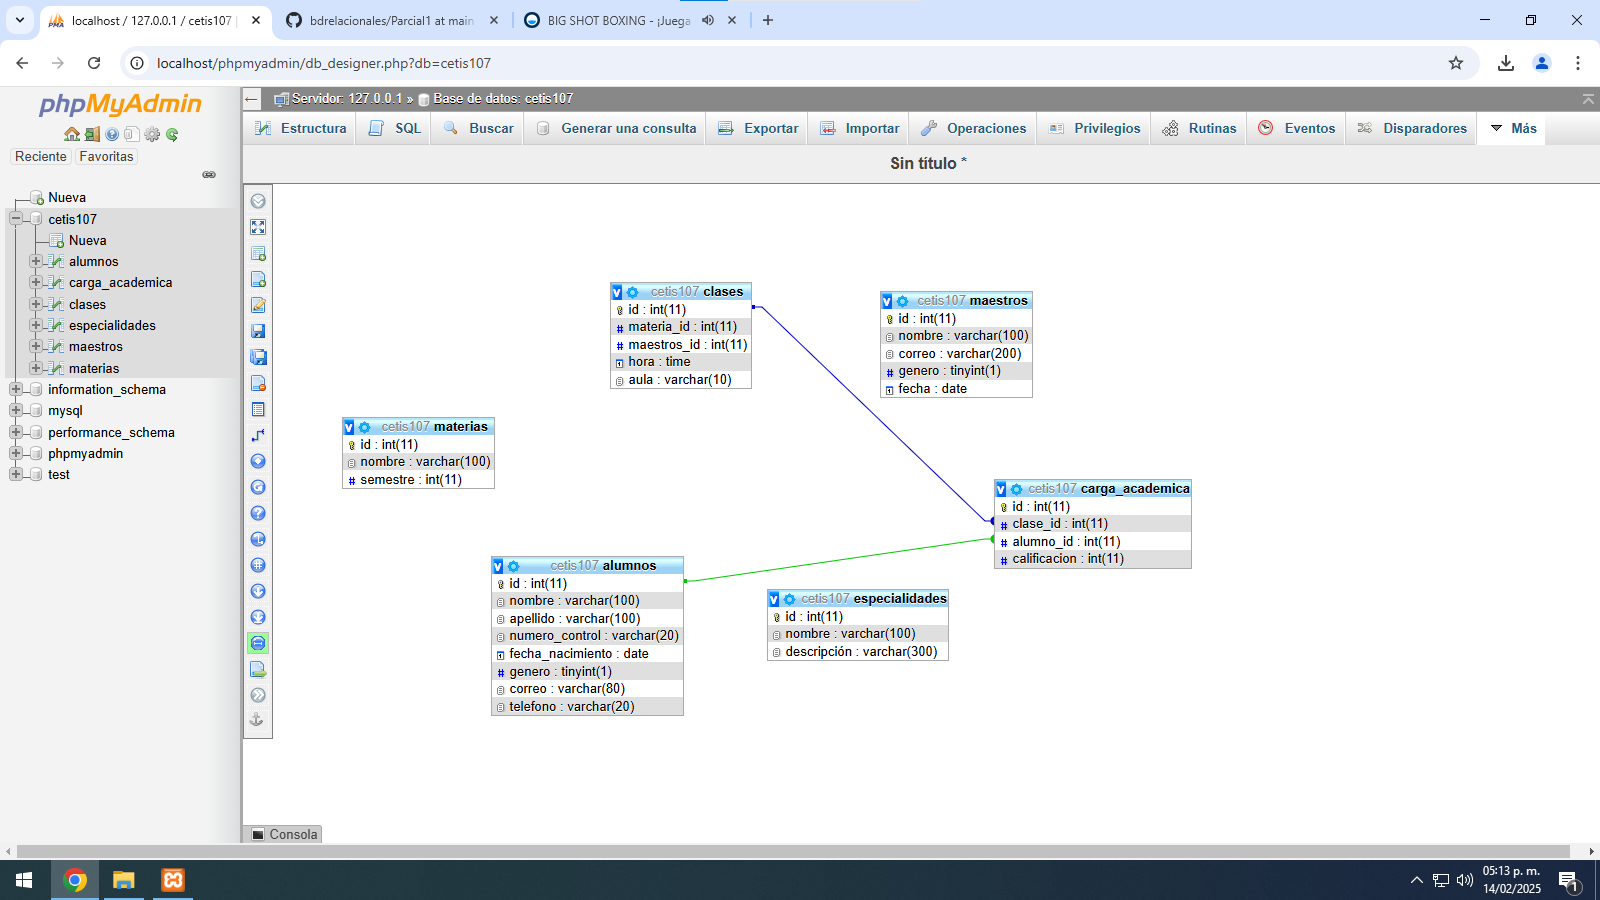 localhost / 127.0.0.1 / cetis107 |
bdrelacionales/Parcial1 at main
BIG SHOT BOXING - ¡Juega
localhost/phpmyadmin/db_designer.php?db=cetis107
phpMyAdmin
Reciente
Favoritas
Nueva
cetis107
Nueva
alumnos
carga_academica
clases
especialidades
maestros
materias
information_schema
mysql
performance_schema
phpmyadmin
test
Servidor: 127.0.0.1 » Base de datos: cetis107
Estructura
SQL
Buscar
Generar una consulta
Exportar
Importar
Operaciones
Privilegios
Rutinas
Eventos
Disparadores
Más
Sin título *
cetis107 clases
id : int(11)
materia_id : int(11)
maestros_id : int(11)
hora : time
aula : varchar(10)
cetis107 maestros
id : int(11)
nombre : varchar(100)
correo : varchar(200)
genero : tinyint(1)
fecha : date
cetis107 materias
id : int(11)
nombre : varchar(100)
semestre : int(11)
cetis107 carga_academica
id : int(11)
clase_id : int(11)
alumno_id : int(11)
calificacion : int(11)
cetis107 alumnos
id : int(11)
nombre : varchar(100)
apellido : varchar(100)
numero_control : varchar(20)
fecha_nacimiento : date
genero : tinyint(1)
correo : varchar(80)
telefono : varchar(20)
cetis107 especialidades
id : int(11)
nombre : varchar(100)
descripción : varchar(300)
Consola
05:13 p. m.
14/02/2025
1